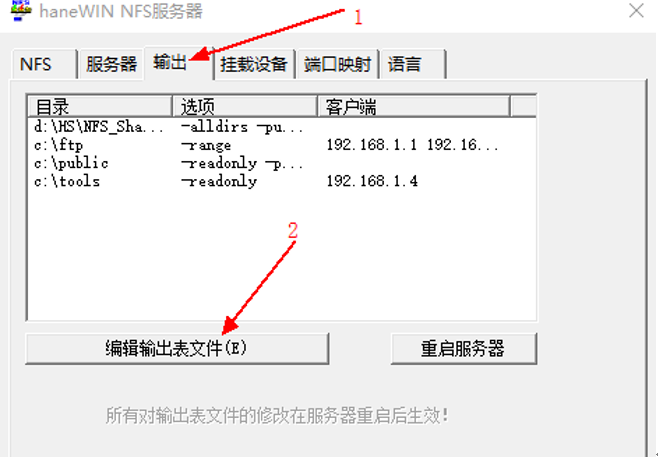 haneWIN NFS服务器
1
NFS 服务器 输出 挂载设备 端口映射 语言
目录 选项 客户端
d:\HS\NFS_Sha... -alldirs -pu...
c:\ftp -range 192.168.1.1 192.16...
c:\public -readonly -p...
c:\tools -readonly 192.168.1.4
2
编辑输出表文件(E) 重启服务器
所有对输出表文件的修改在服务器重启后生效!